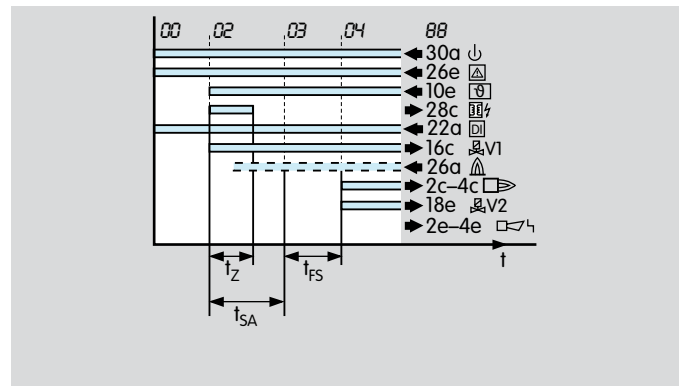 00 02 03 04 88
30a
26e
10e ϑ
28c
22a DI
16c V1
26a
2c–4c
18e V2
2e–4e
t
tZ tFS
tSA